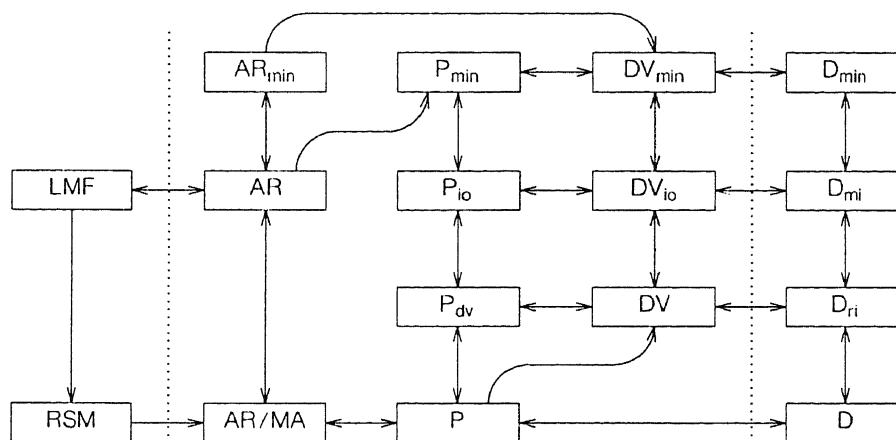 AR_min P_min DV_min D_min
LMF AR P_io DV_io D_mi
P_dv DV D_ri
RSM AR/MA P D